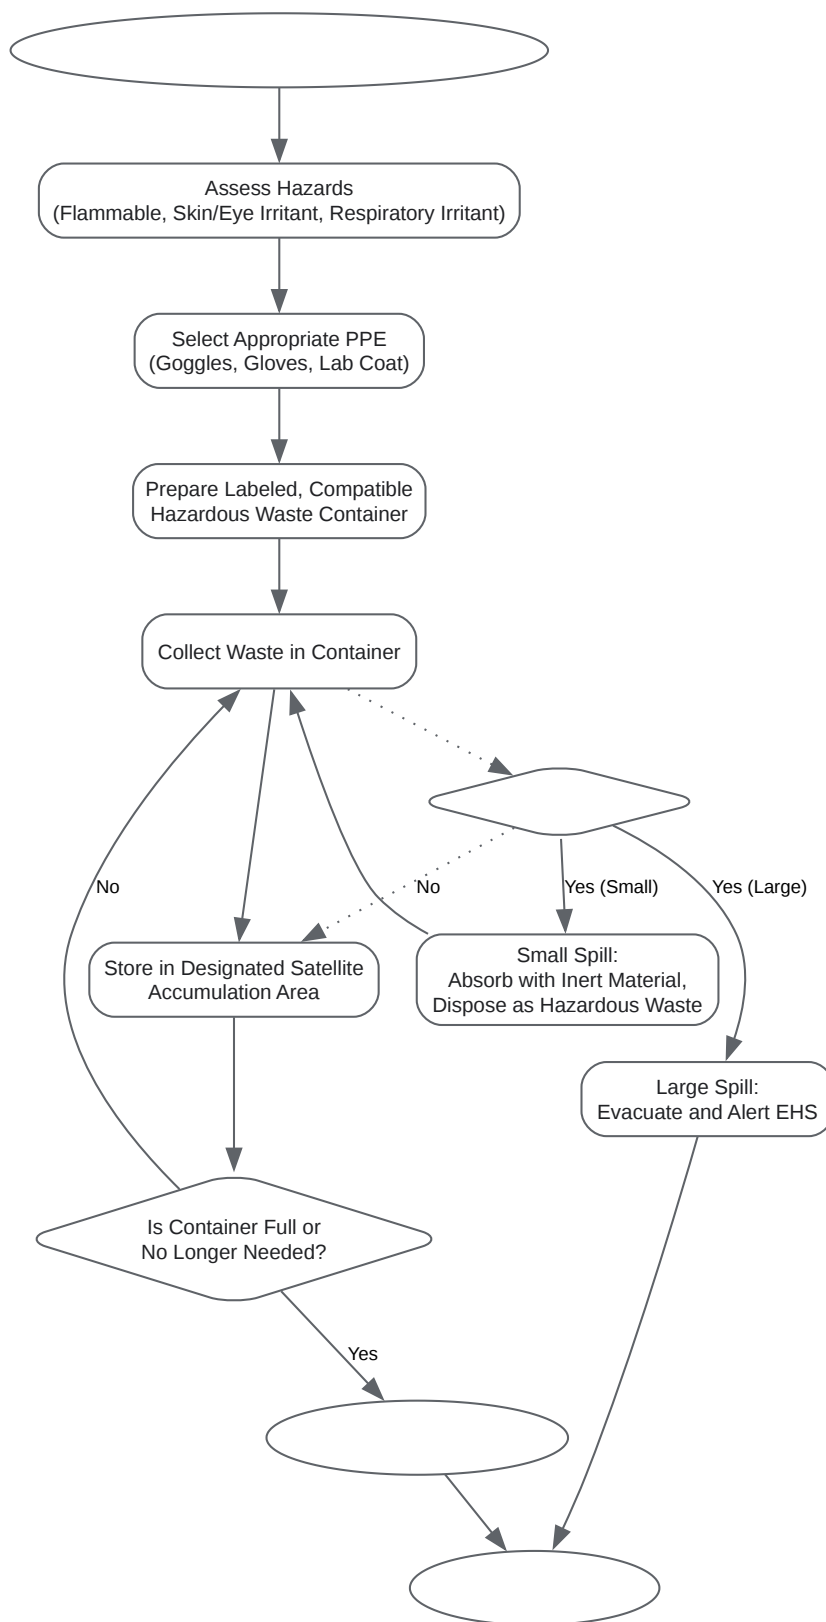 Assess Hazards
(Flammable, Skin/Eye Irritant, Respiratory Irritant)
Select Appropriate PPE
(Goggles, Gloves, Lab Coat)
Prepare Labeled, Compatible
Hazardous Waste Container
Collect Waste in Container
No
No
Yes (Small)
Yes (Large)
Store in Designated Satellite
Accumulation Area
Small Spill:
Absorb with Inert Material,
Dispose as Hazardous Waste
Large Spill:
Evacuate and Alert EHS
Is Container Full or
No Longer Needed?
Yes